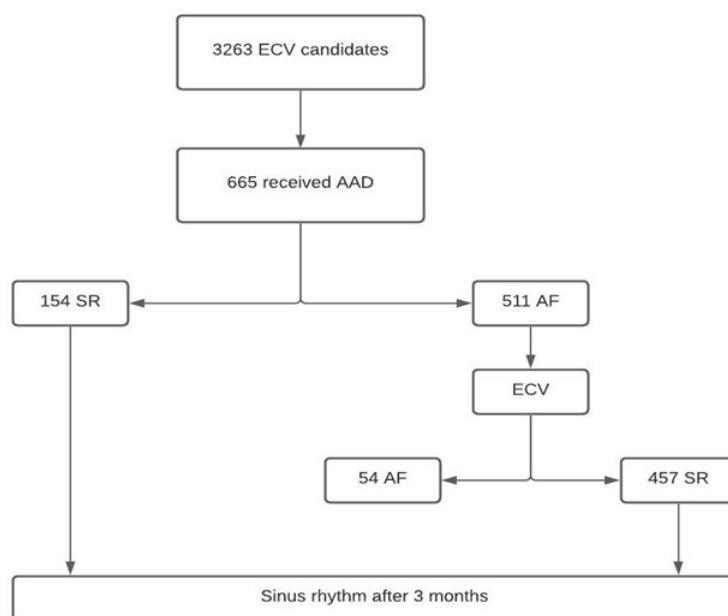 3263 ECV candidates
665 received AAD
154 SR
511 AF
ECV
54 AF
457 SR
Sinus rhythm after 3 months